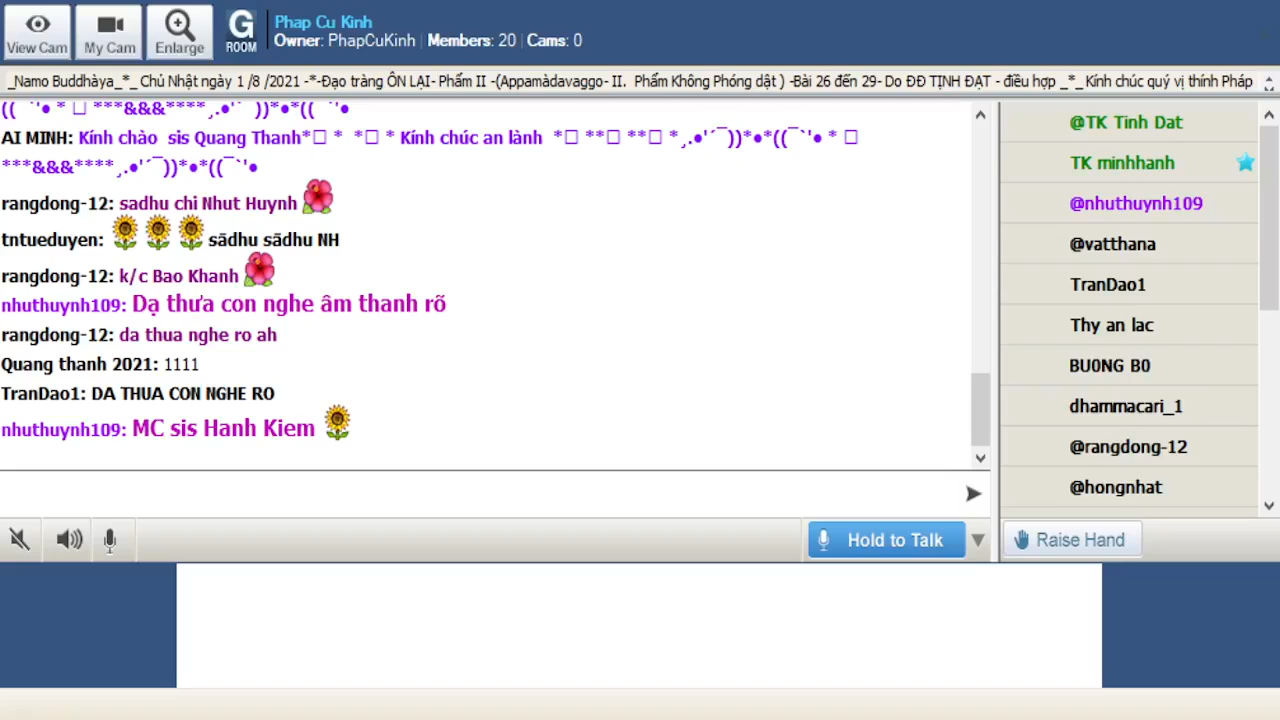 View Cam
My Cam
Enlarge
G
ROOM
Phap Cu Kinh
Owner: PhapCuKinh | Members: 20 | Cams: 0
_Namo Buddhàya_*_ Chủ Nhật ngày 1 /8 /2021 -*-Đạo tràng ÔN LẠI- Phẩm II -(Appamàdavaggo- II. Phẩm Không Phóng dật ) -Bài 26 đến 29- Do ĐĐ TỊNH ĐẠT - điều hợp _*_Kính chúc quý vị thính Pháp
((¯`'• * □ ***&&&****¸.•'´¯))*•*((¯`'•
AI MINH: Kính chào sis Quang Thanh*□ * *□ * Kính chúc an lành *□ **□ **□ *¸.•'´¯))*•*((¯`'• * □
***&&&****¸.•'´¯))*•*((¯`'•
rangdong-12: sadhu chi Nhut Huynh
tntueduyen: sādhu sādhu NH
rangdong-12: k/c Bao Khanh
nhuthuynh109: Dạ thưa con nghe âm thanh rõ
rangdong-12: da thua nghe ro ah
Quang thanh 2021: 1111
TranDao1: DA THUA CON NGHE RO
nhuthuynh109: MC sis Hanh Kiem
@TK Tinh Dat
TK minhhanh
@nhuthuynh109
@vatthana
TranDao1
Thy an lac
BU0NG B0
dhammacari_1
@rangdong-12
@hongnhat
Hold to Talk
Raise Hand